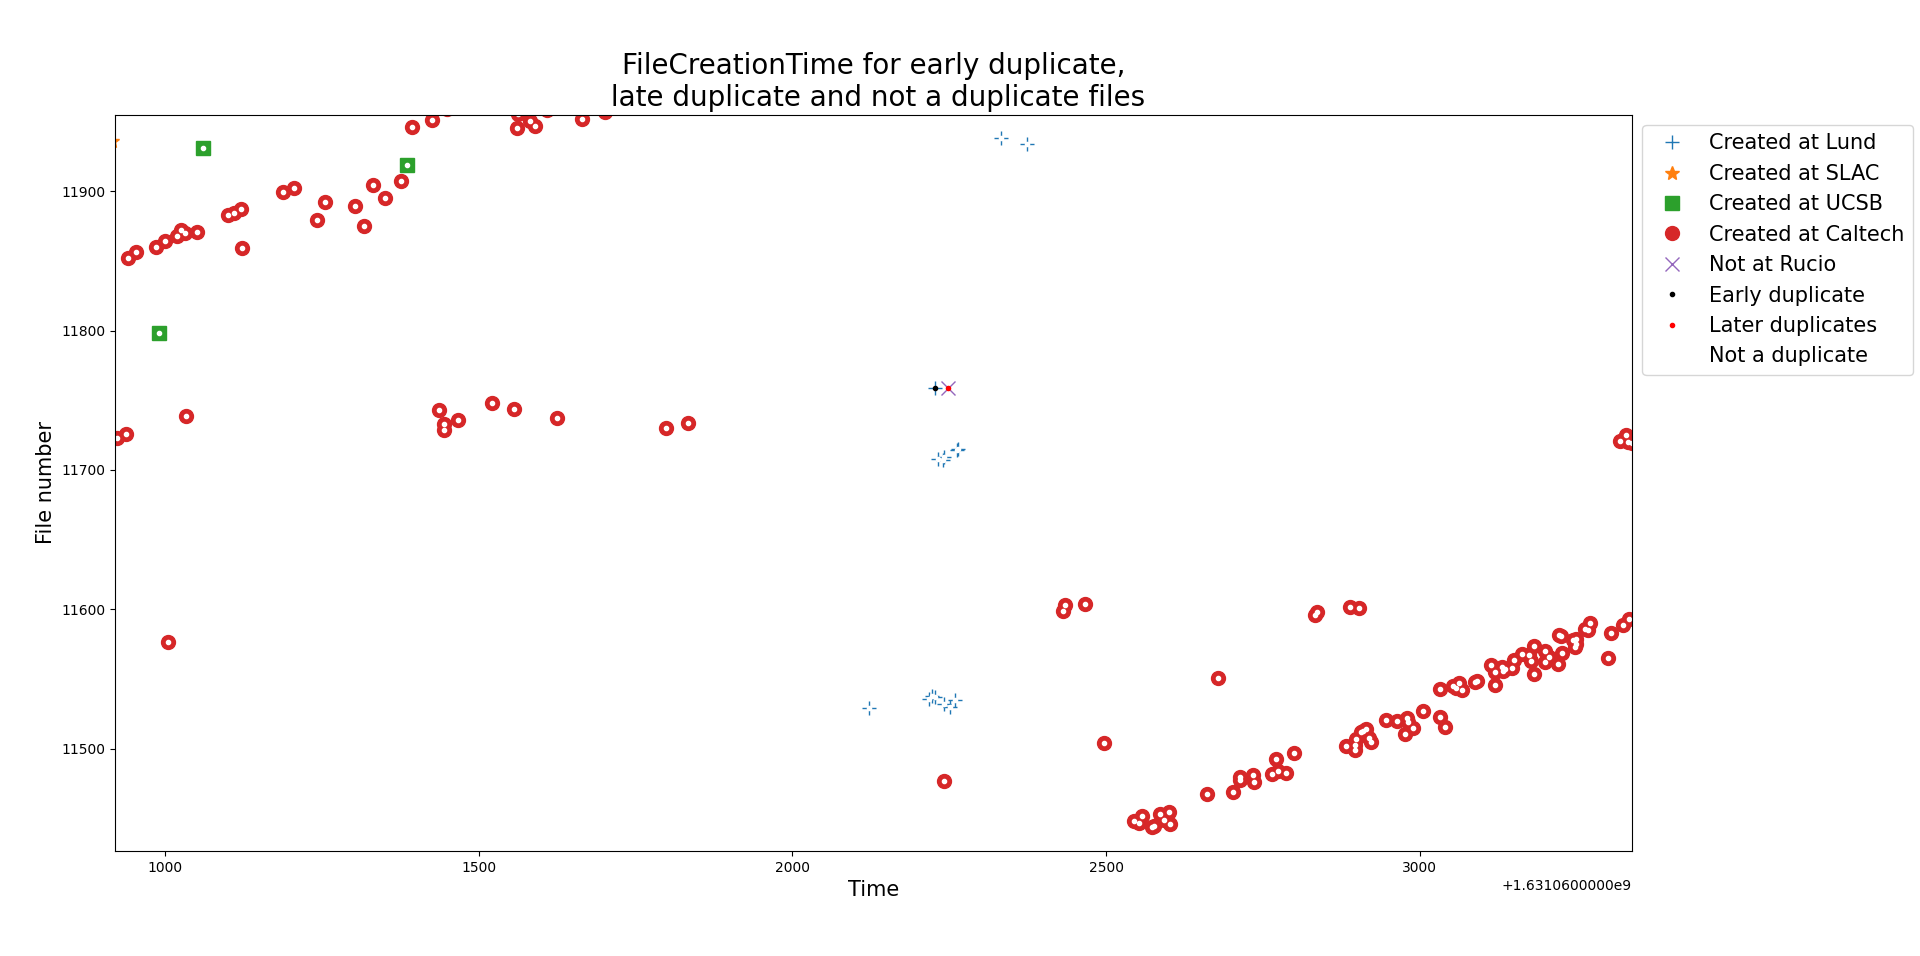 FileCreationTime for early duplicate,
late duplicate and not a duplicate files
File number
11900
11800
11700
11600
11500
1000
1500
2000
2500
3000
+1.6310600000e9
Time
Created at Lund
Created at SLAC
Created at UCSB
Created at Caltech
Not at Rucio
Early duplicate
Later duplicates
Not a duplicate